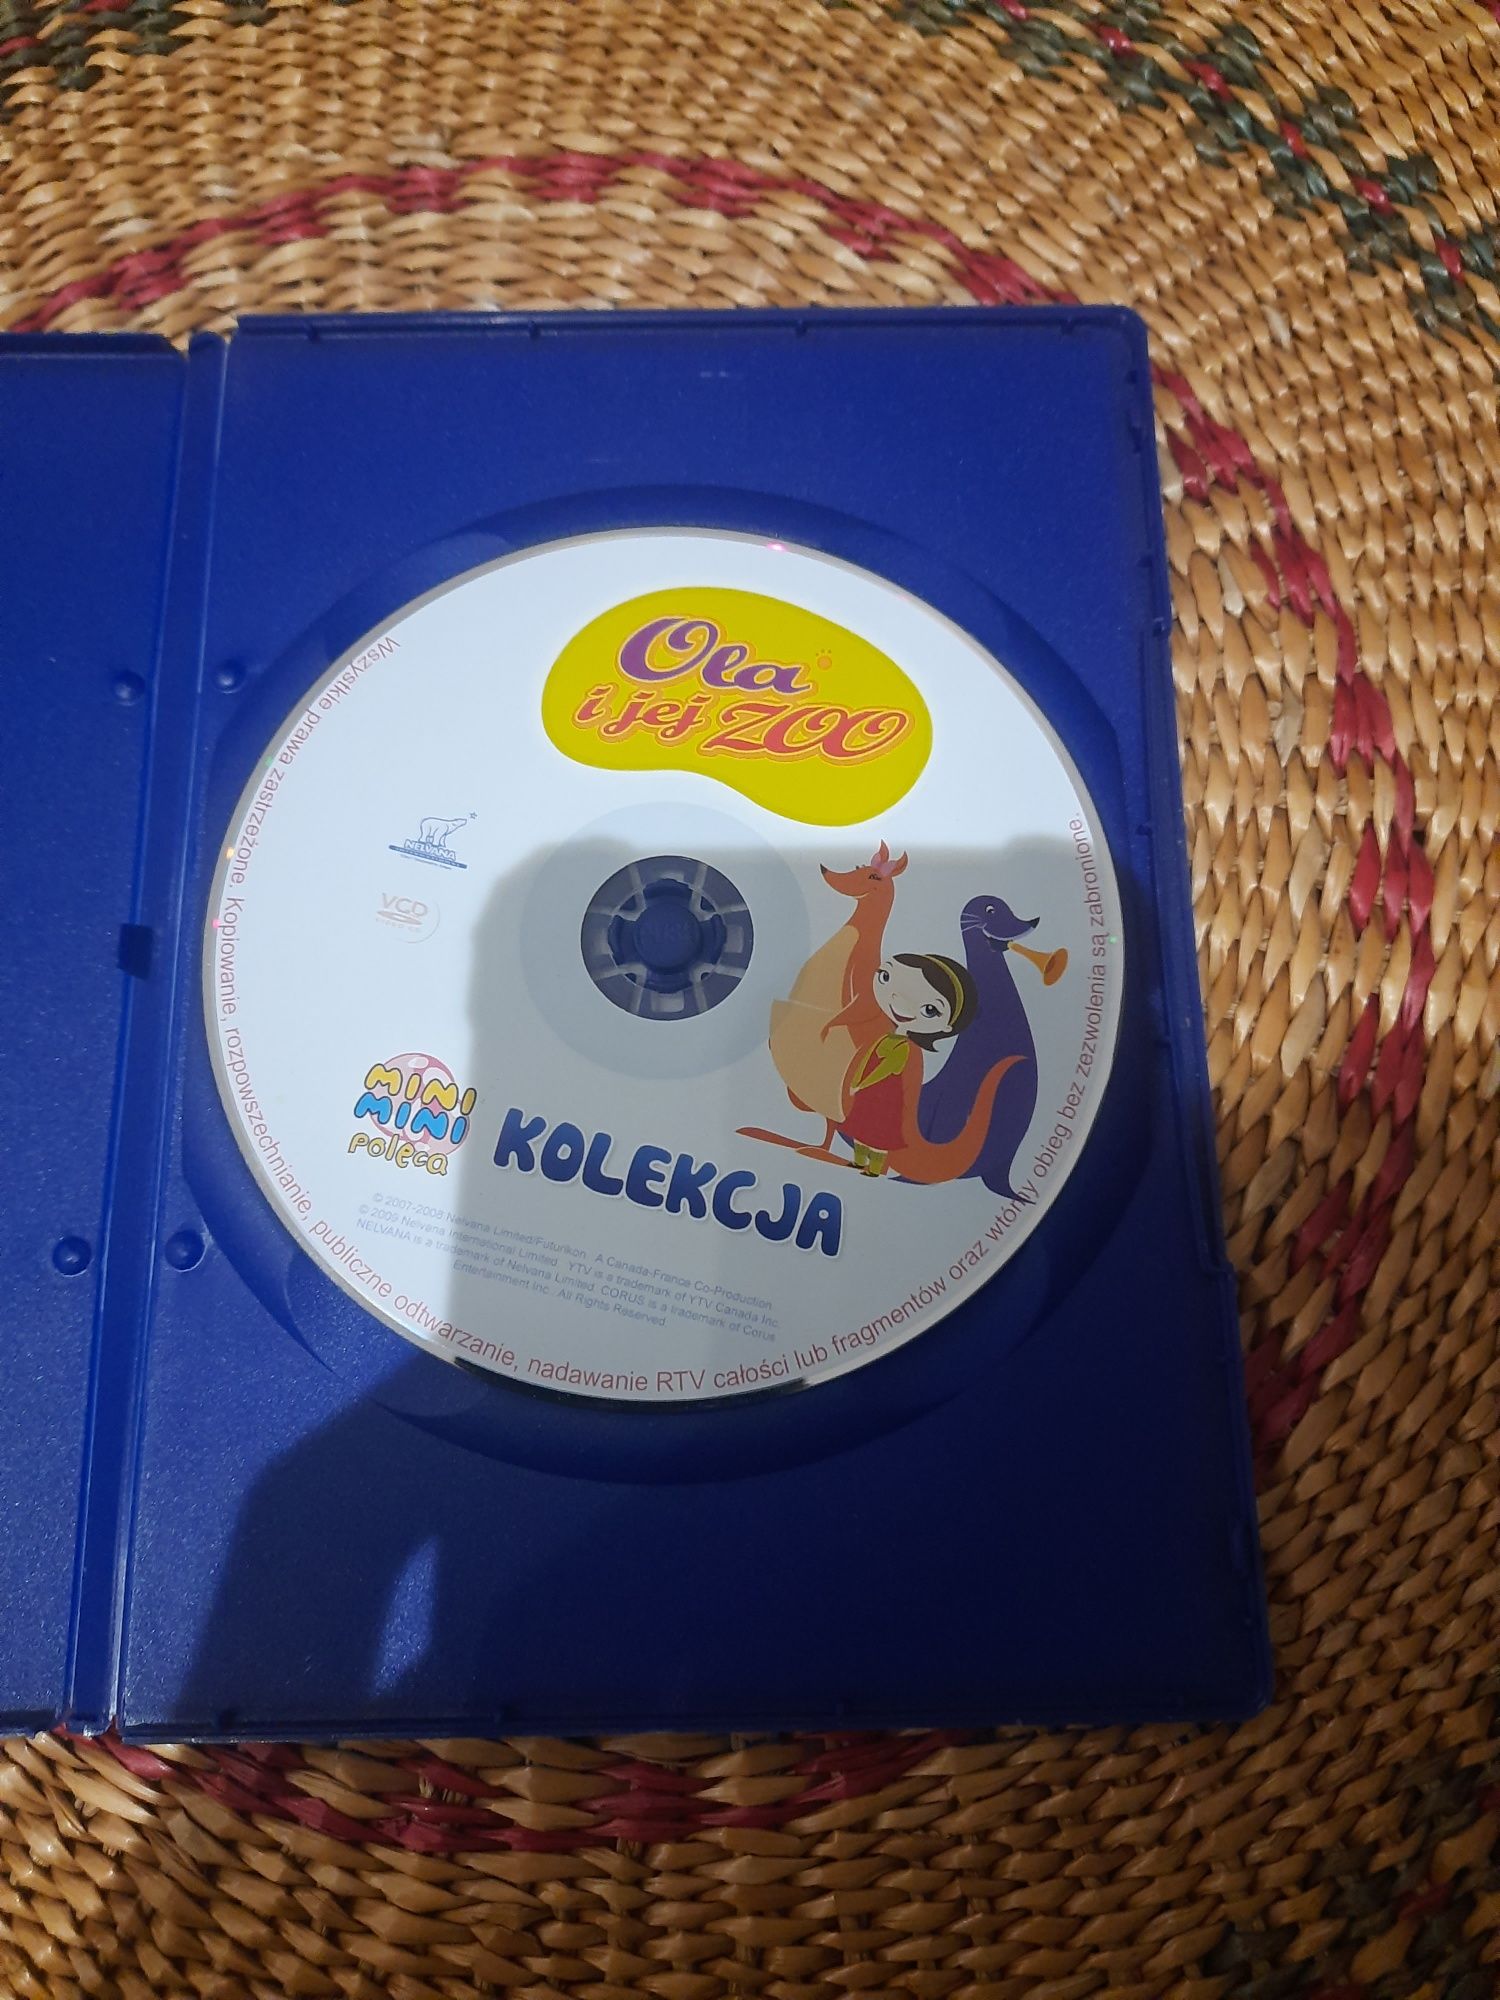 Ola
i jej ZOO
NELVANA
VCD
MINI
MINI
poleca
KOLEKCJA
© 2007-2008 Nelvana Limited/Futurikon. A Canada-France Co-Production.
© 2009 Nelvana International Limited. YTV is a trademark of YTV Canada Inc.
NELVANA is a trademark of Nelvana Limited. CORUS is a trademark of Corus
Entertainment Inc. All Rights Reserved.
Wszystkie prawa zastrzeżone. Kopiowanie, rozpowszechnianie, publiczne odtwarzanie, nadawanie RTV całości lub fragmentów oraz wtórny obieg bez zezwolenia są zabronione.